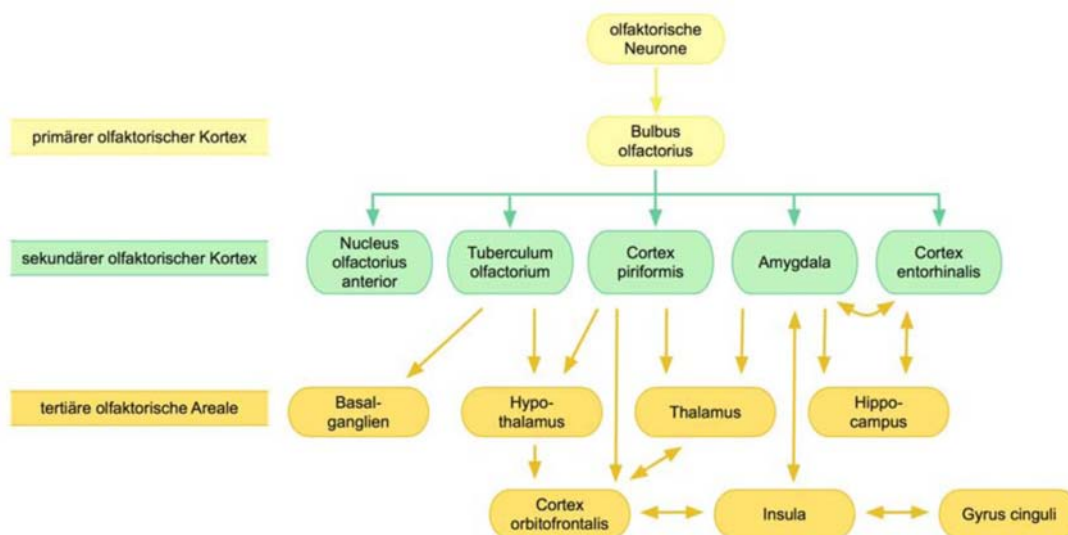 olfaktorische
Neurone
primärer olfaktorischer Kortex
Bulbus
olfactorius
sekundärer olfaktorischer Kortex
Nucleus
olfactorius
anterior
Tuberculum
olfactorium
Cortex
piriformis
Amygdala
Cortex
entorhinalis
tertiäre olfaktorische Areale
Basal-
ganglien
Hypo-
thalamus
Thalamus
Hippo-
campus
Cortex
orbitofrontalis
Insula
Gyrus cinguli